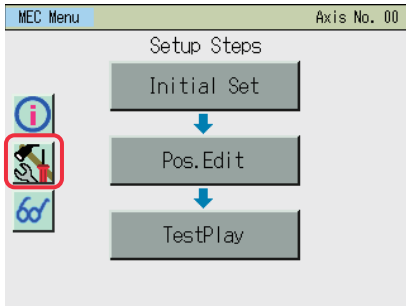 MEC Menu Axis No. 00
Setup Steps
Initial Set
Pos.Edit
TestPlay